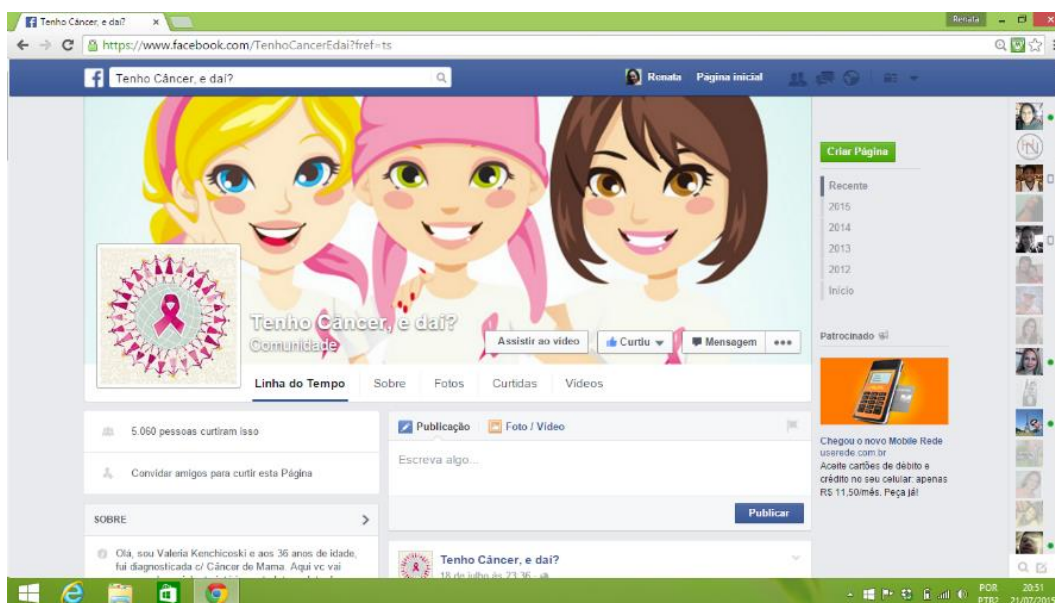 Tenho Câncer, e daí?
Renata
https://www.facebook.com/TenhoCancerEdai?fref=ts
Tenho Câncer, e daí?
Renata
Página inicial
Criar Página
Recente
2015
2014
2013
2012
Início
Tenho Câncer, e daí?
Comunidade
Assistir ao vídeo
Curtiu
Mensagem
Linha do Tempo Sobre Fotos Curtidas Vídeos
Patrocinado
Chegou o novo Mobile Rede
userede.com.br
Aceite cartões de débito e
crédito no seu celular: apenas
R$ 11,50/mês. Peça já!
5.060 pessoas curtiram isso
Convidar amigos para curtir esta Página
Publicação Foto / Vídeo
Escreva algo...
Publicar
SOBRE
Olá, sou Valéria Kenchicoski e aos 36 anos de idade,
fui diagnosticada c/ Câncer de Mama. Aqui vc vai
Tenho Câncer, e daí?
18 de julho às 23:36
POR
PTB2
20:51
21/07/2015